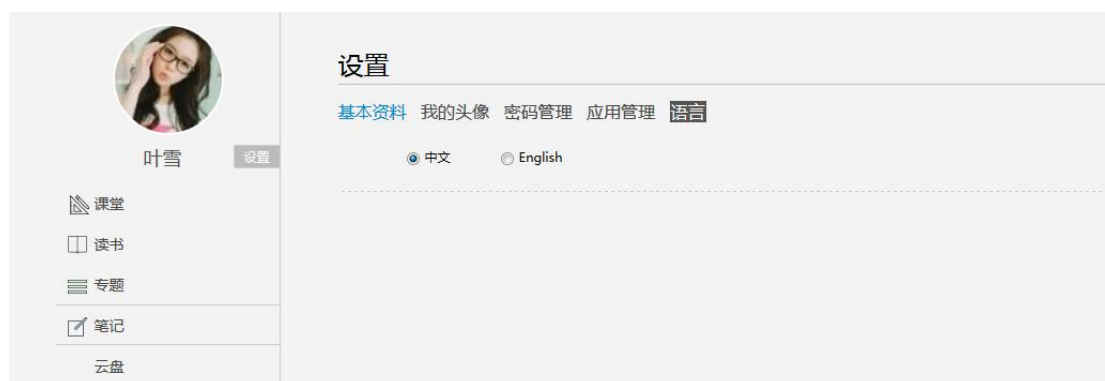 设置
基本资料 我的头像 密码管理 应用管理 语言
中文 English
叶雪 设置
课堂
读书
专题
笔记
云盘